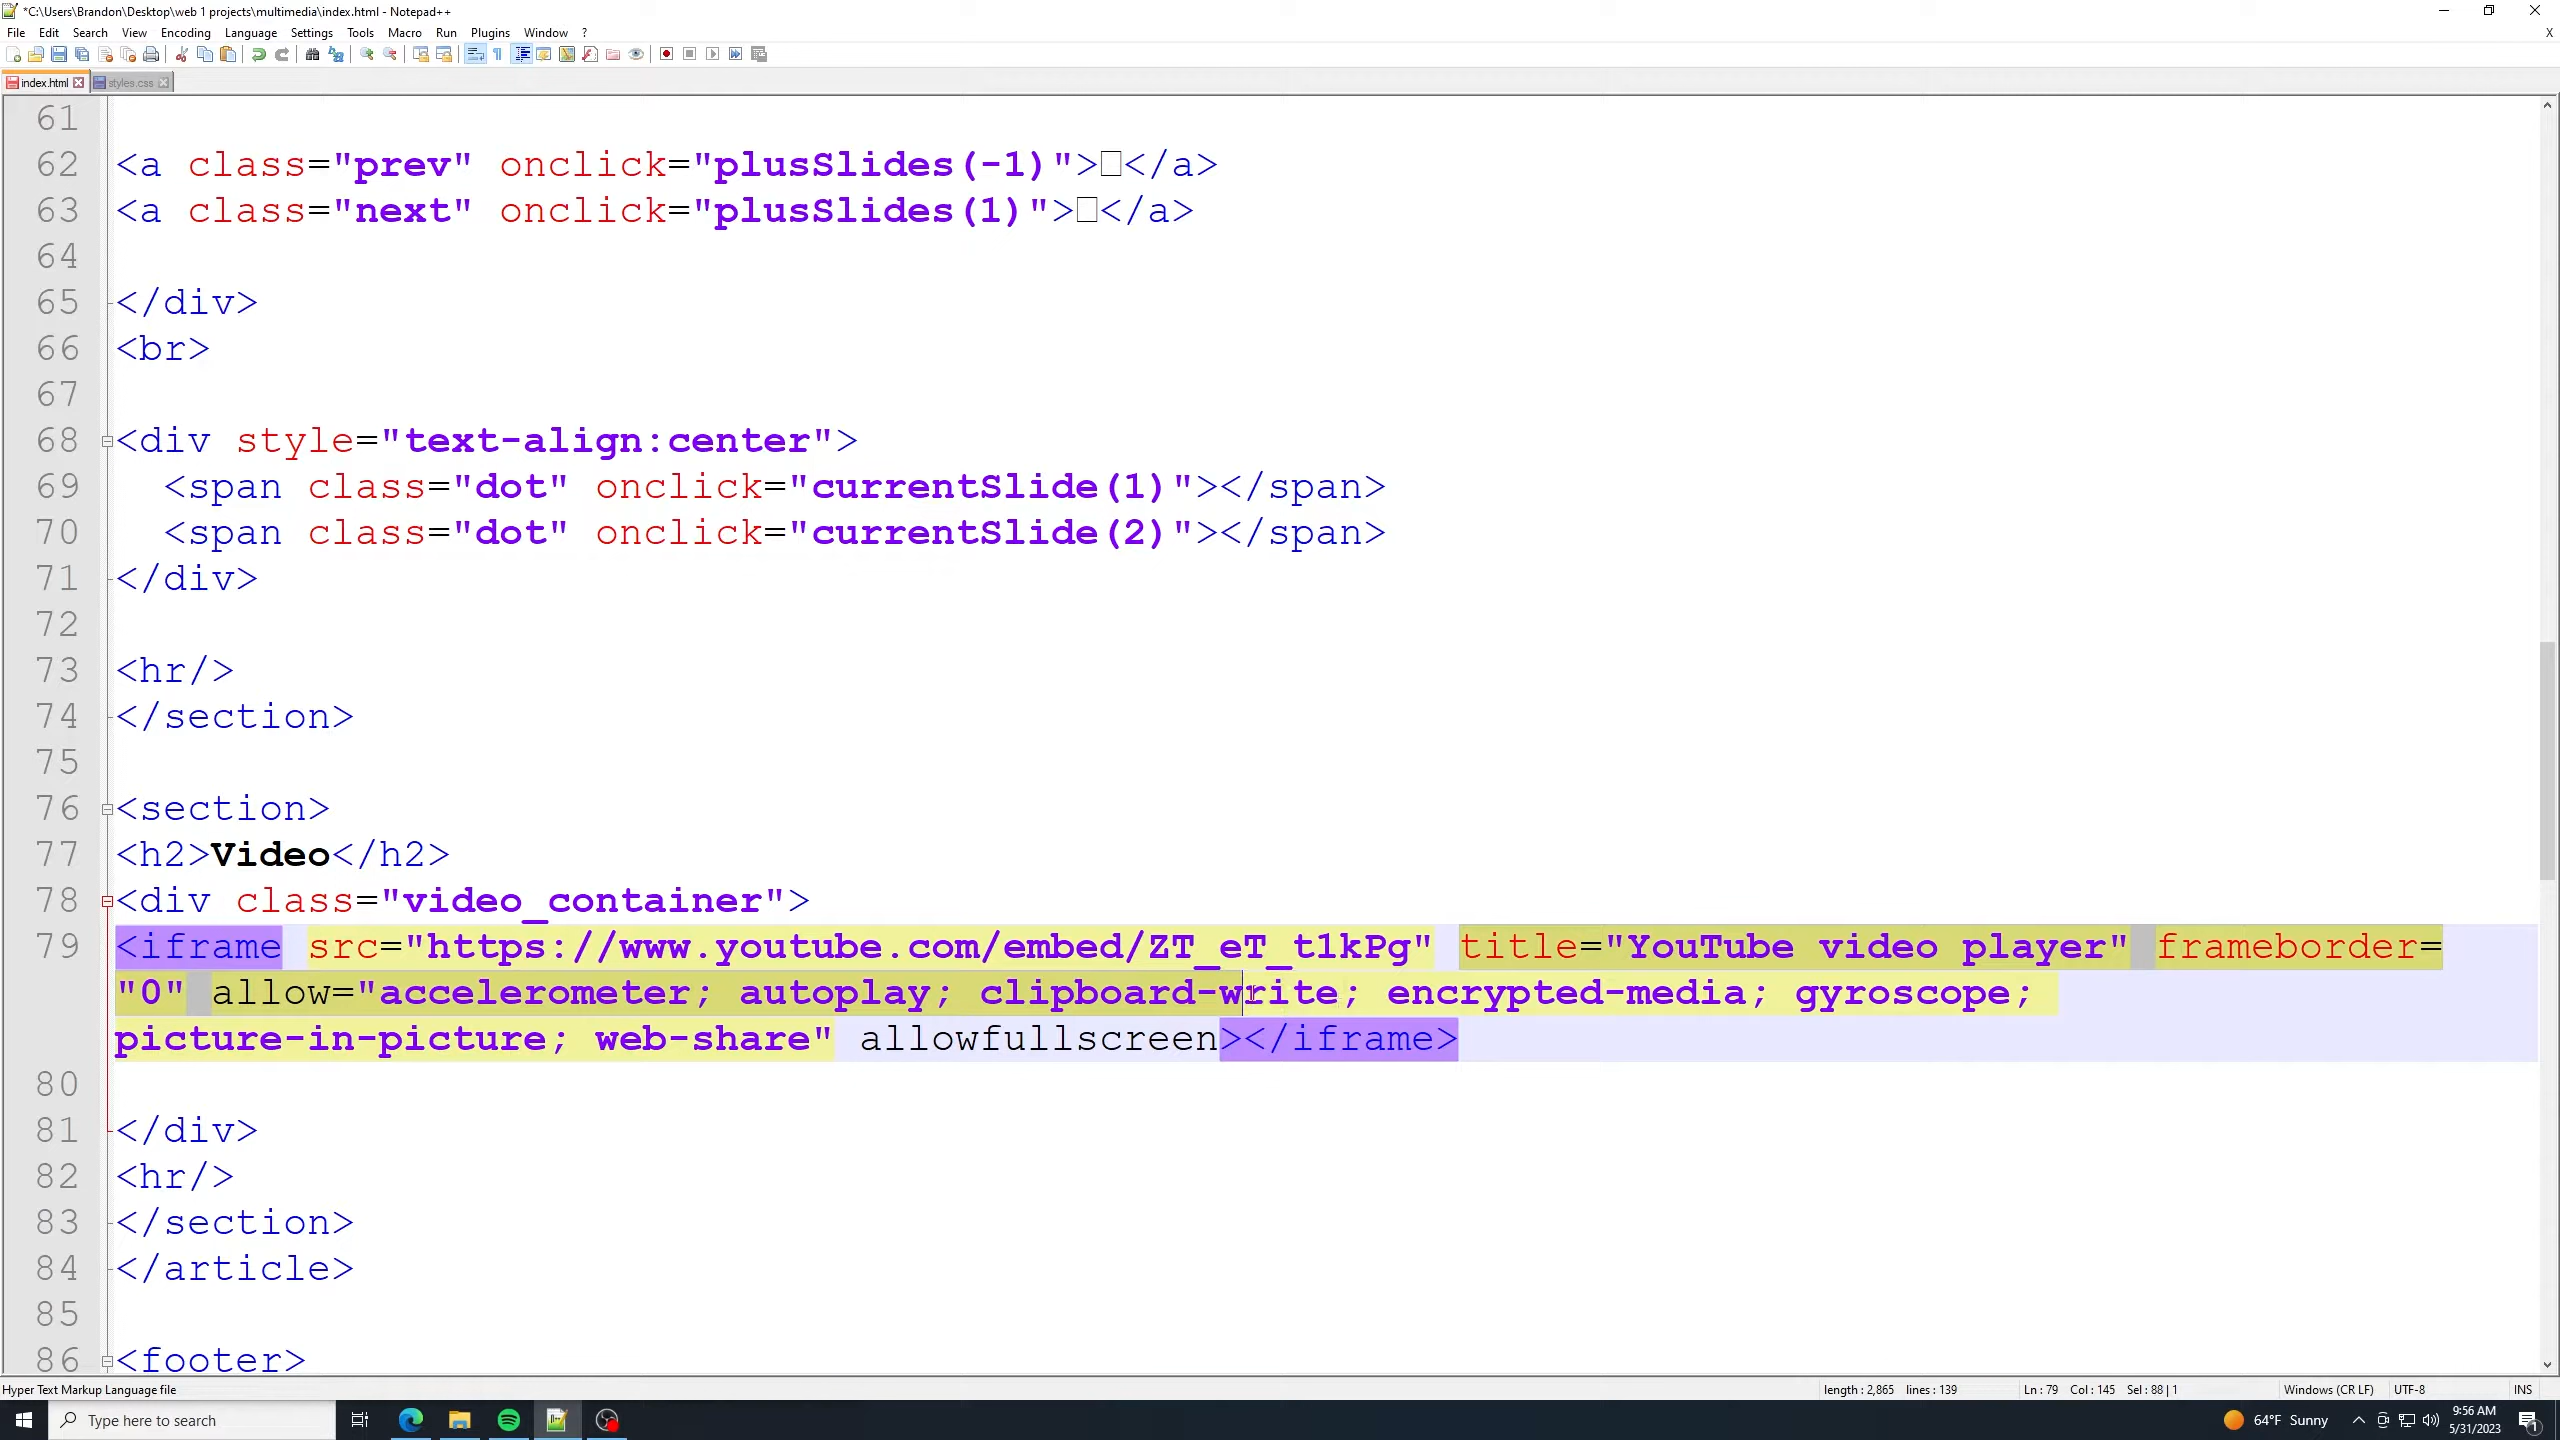 *C:\Users\Brandon\Desktop\web 1 projects\multimedia\index.html - Notepad++
File Edit Search View Encoding Language Settings Tools Macro Run Plugins Window ? X
index.html styles.css
61
62 <a class="prev" onclick="plusSlides(-1)">□</a>
63 <a class="next" onclick="plusSlides(1)">□</a>
64
65 </div>
66 <br>
67
68 <div style="text-align:center">
69 <span class="dot" onclick="currentSlide(1)"></span>
70 <span class="dot" onclick="currentSlide(2)"></span>
71 </div>
72
73 <hr/>
74 </section>
75
76 <section>
77 <h2>Video</h2>
78 <div class="video_container">
79 <iframe src="https://www.youtube.com/embed/ZT_eT_t1kPg" title="YouTube video player" frameborder=
"0" allow="accelerometer; autoplay; clipboard-write; encrypted-media; gyroscope;
picture-in-picture; web-share" allowfullscreen></iframe>
80
81 </div>
82 <hr/>
83 </section>
84 </article>
85
86 <footer>
Hyper Text Markup Language file length : 2,865 lines : 139 Ln : 79 Col : 145 Sel : 88 | 1 Windows (CR LF) UTF-8 INS
Type here to search 64°F Sunny 9:56 AM
5/31/2023 1